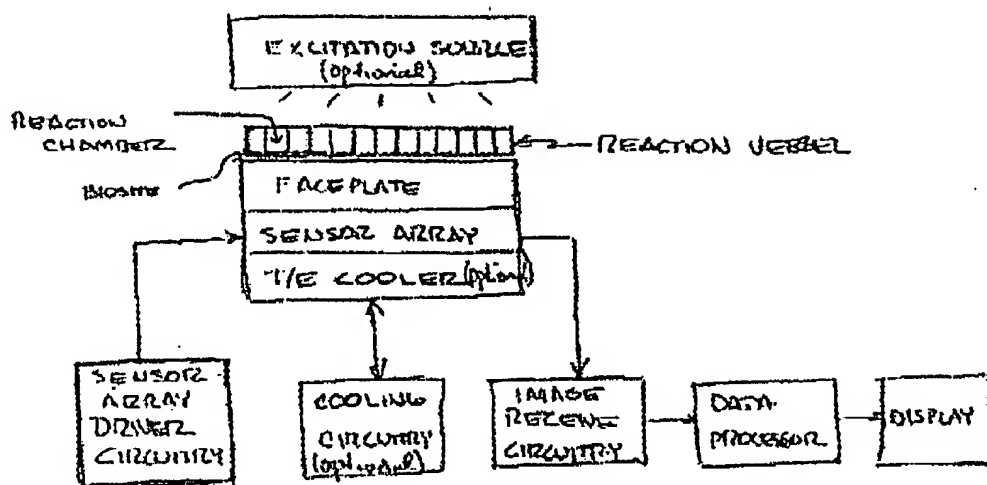 EXCITATION SOURCE
(optional)
REACTION
CHAMBER
REACTION VESSEL
BIOSITE
FACEPLATE
SENSOR ARRAY
T/E COOLER (optional)
SENSOR
ARRAY
DRIVER
CIRCUITRY
COOLING
CIRCUITRY
(optional)
IMAGE
RECEIVE
CIRCUITRY
DATA
PROCESSOR
DISPLAY